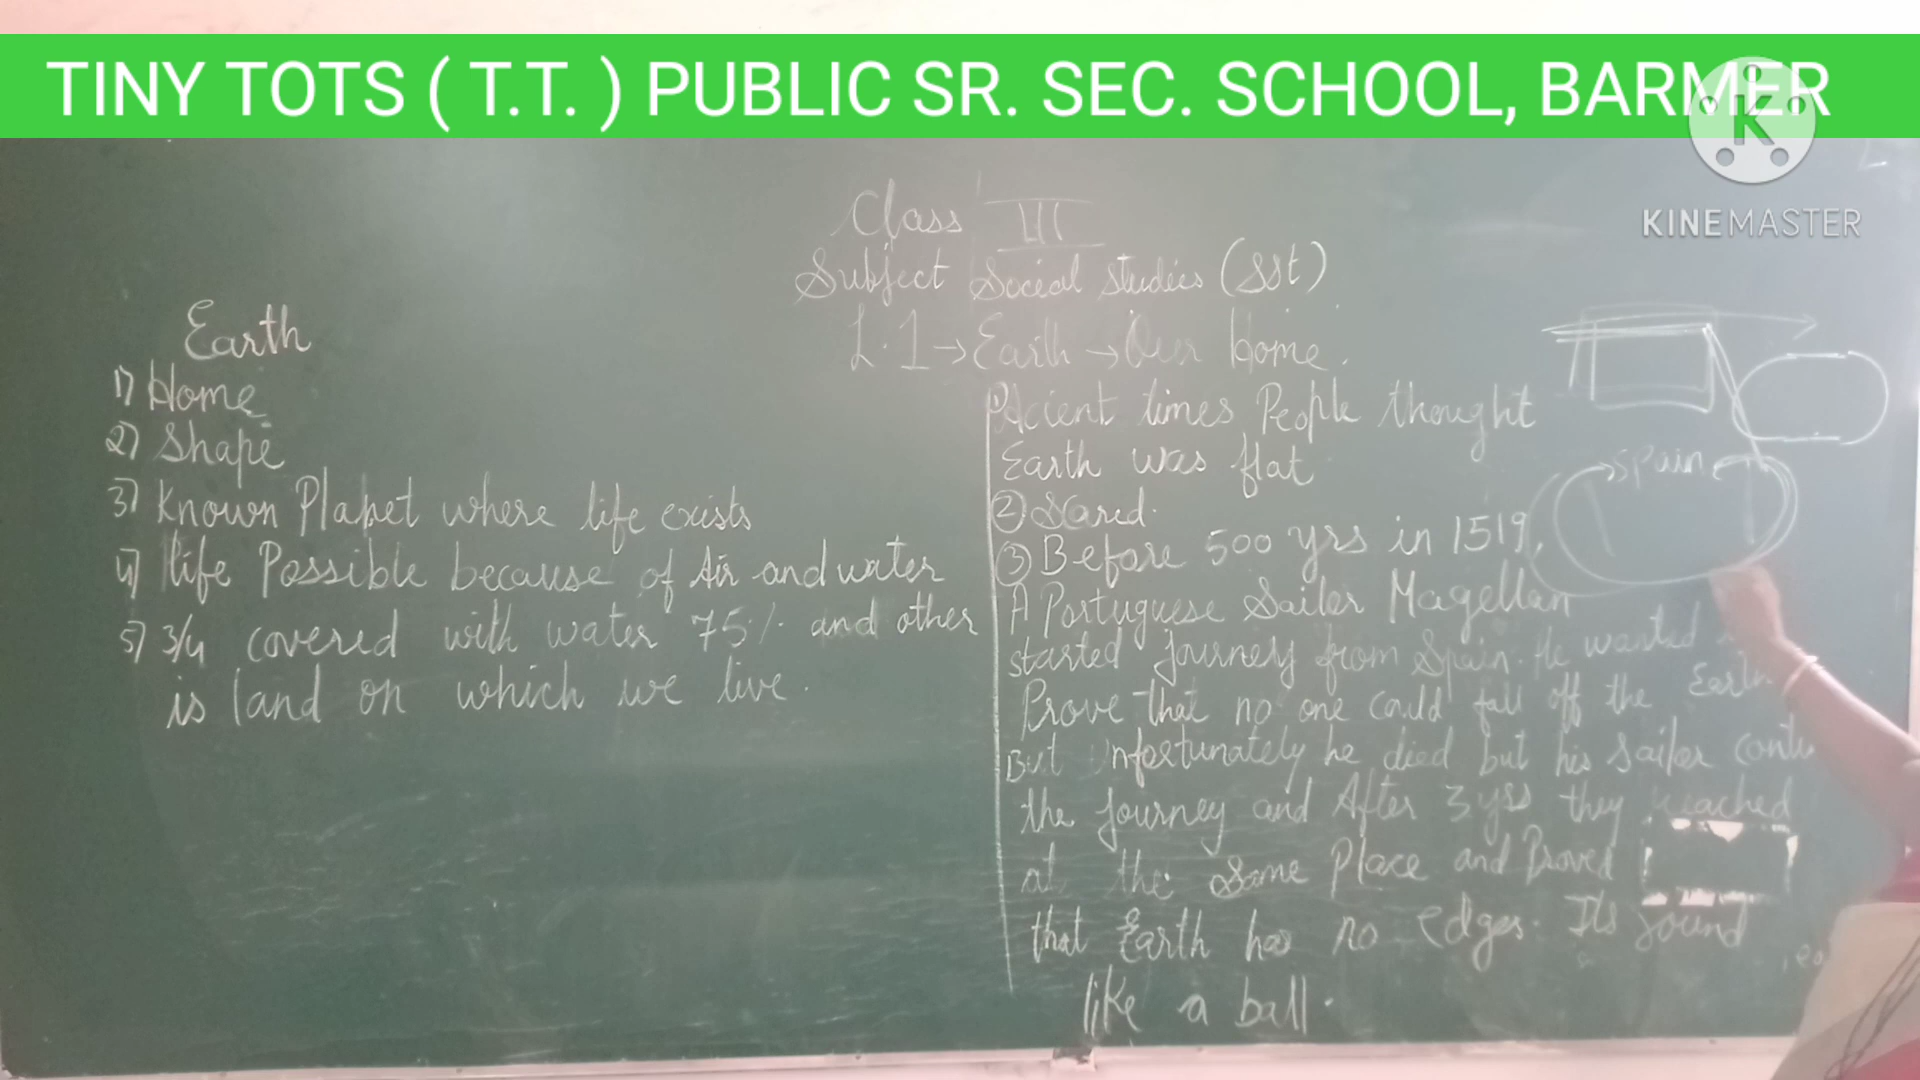 TINY TOTS ( T.T. ) PUBLIC SR. SEC. SCHOOL, BARMER
K
KINEMASTER
Class III
Subject Social Studies (SSt)
L.1 → Earth → Our Home.
Earth
1) Home
2) Shape
3) Known Planet where life exists
4) life Possible because of Air and water
5) 3/4 covered with water 75% and other
is land on which we live.
① Acient times People thought
Earth was flat
② Scared.
③ Before 500 yrs in 1519,
A Portuguese Sailor Magellan
started journey from Spain. He wanted
Prove that no one could fall off the Earth
But Unfortunately he died but his sailor contu
the journey and After 3 yrs they reached
at the same Place and Proved
that Earth has no edges. Its round
like a ball.
spain